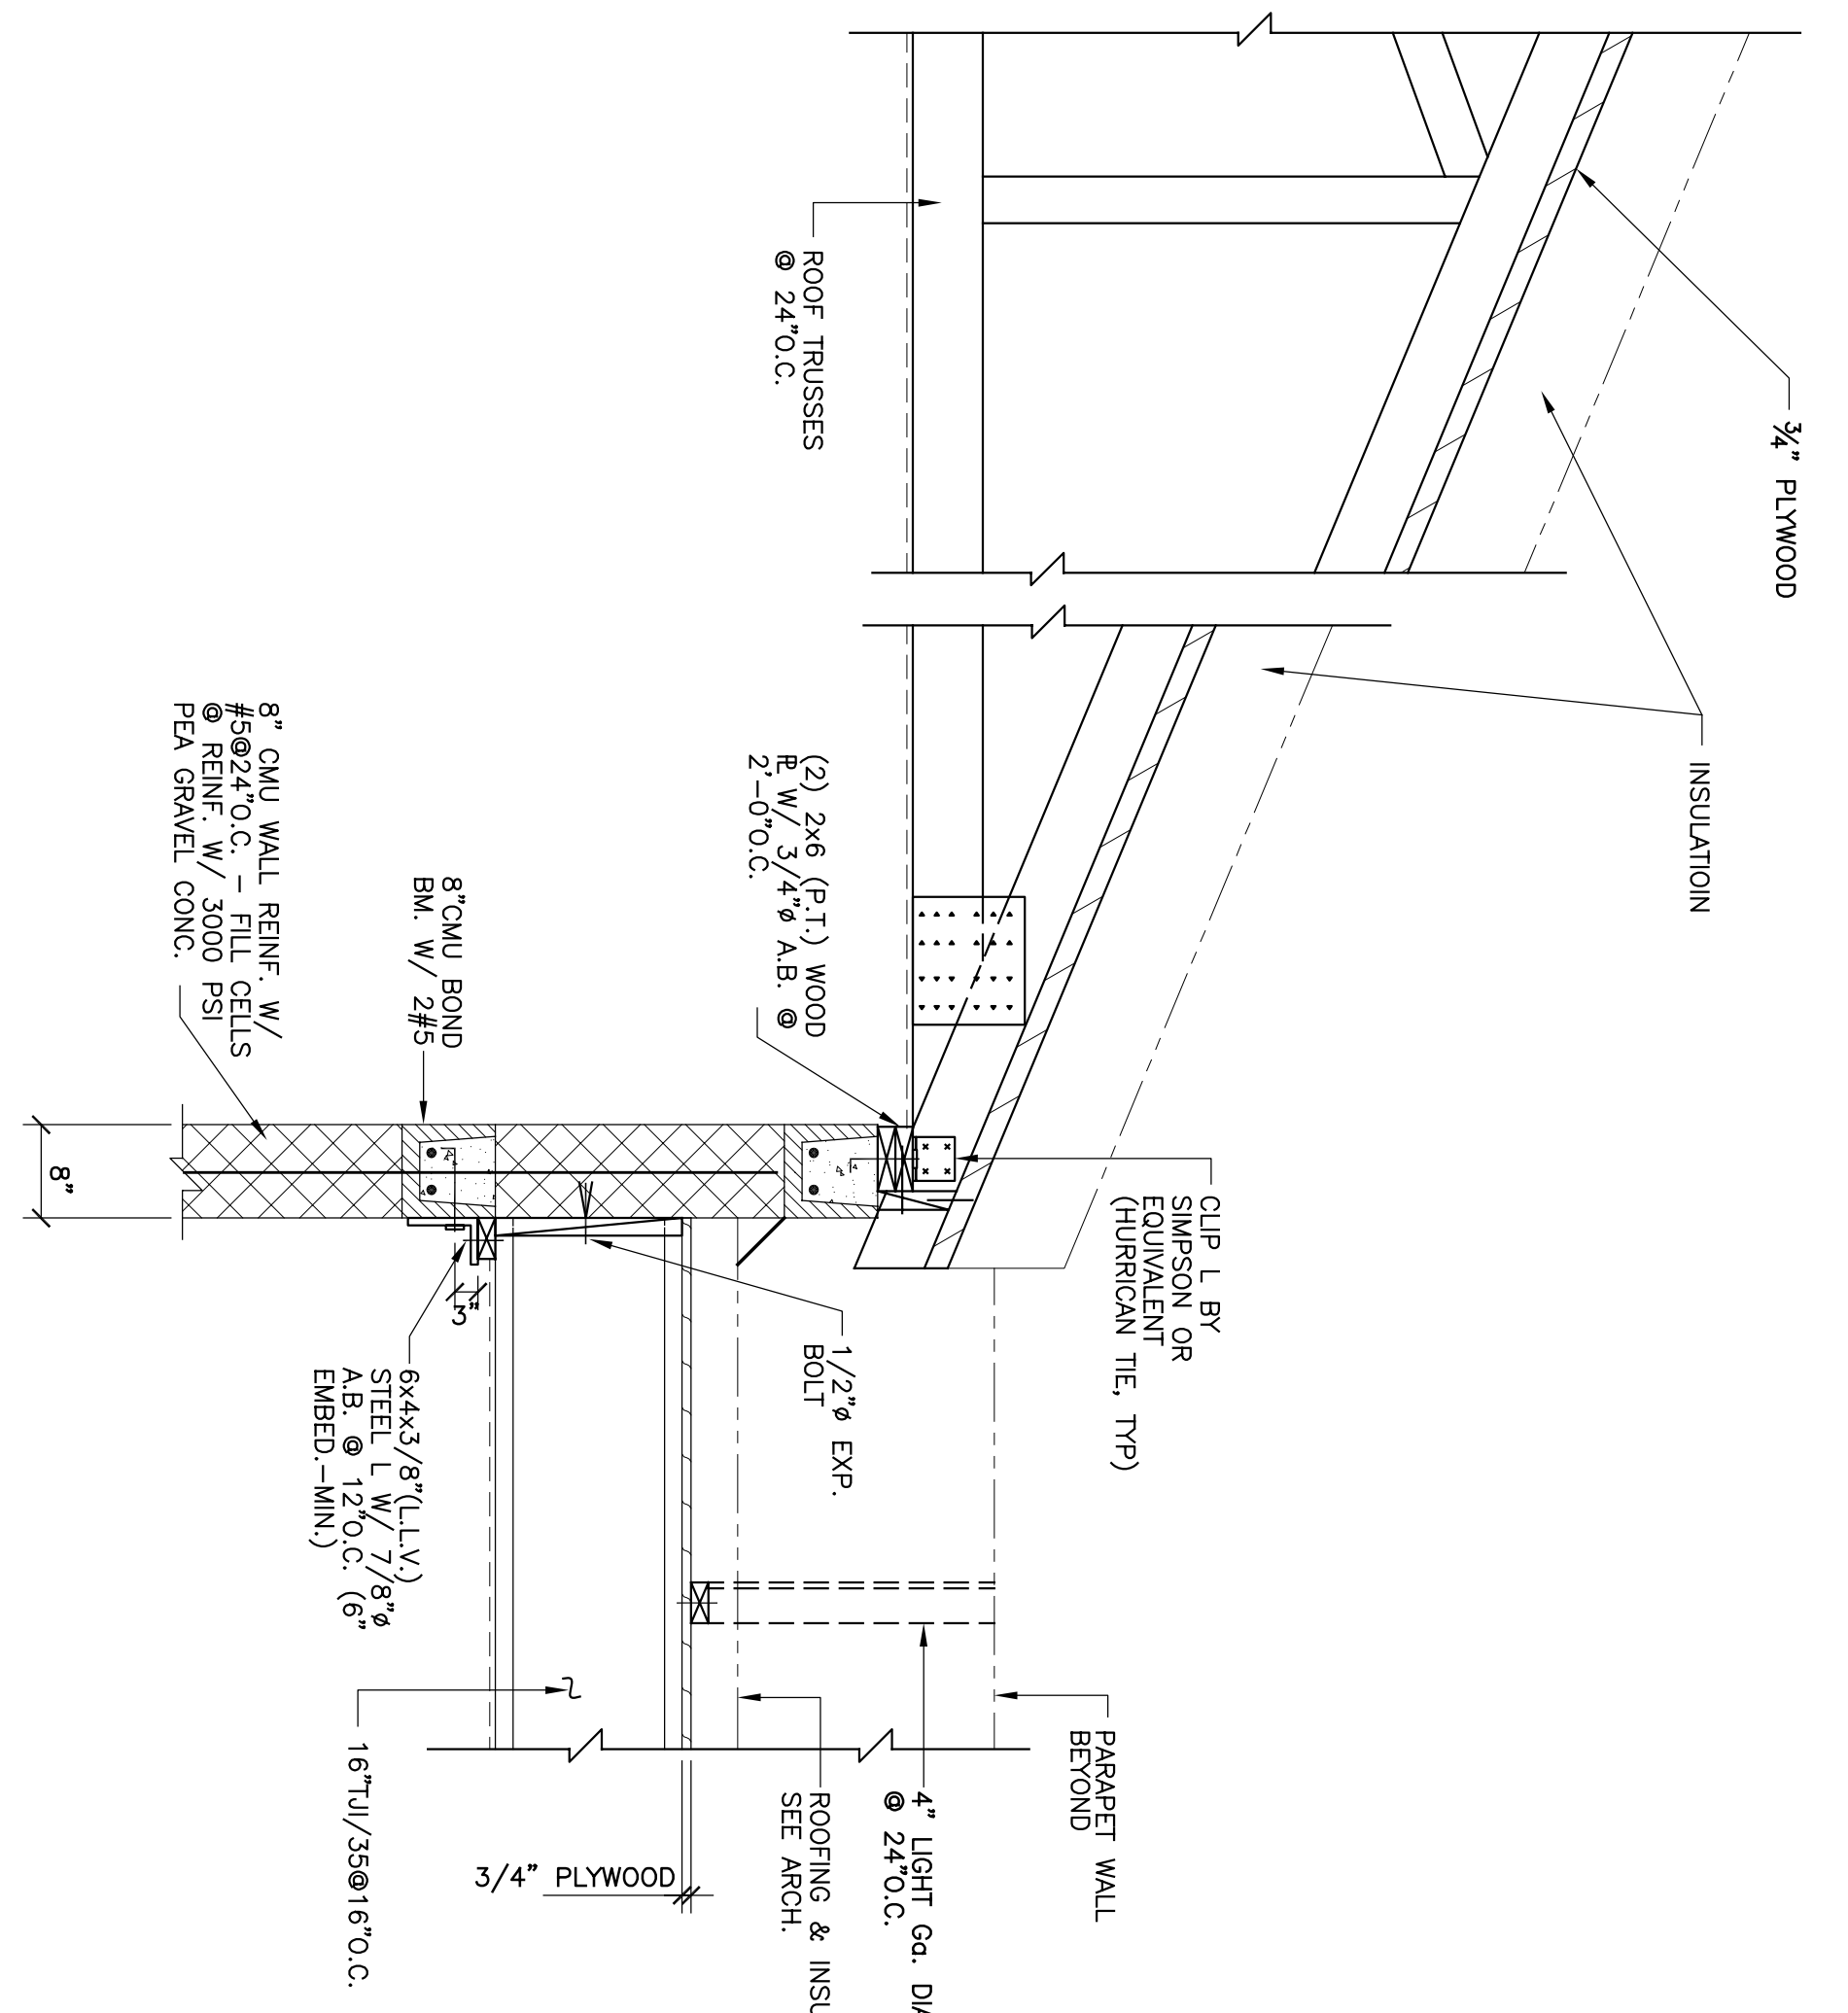 ¾” PLYWOOD
INSULATIOIN
ROOF TRUSSES
@ 24”O.C.
(2) 2x6 (P.T.) WOOD
PL W/ 3/4”ø A.B. @
2’-0”O.C.
8”CMU BOND
BM. W/ 2#5
8” CMU WALL REINF. W/
#5@24”O.C. - FILL CELLS
@ REINF. W/ 3000 PSI
PEA GRAVEL CONC.
8”
3”
CLIP L BY
SIMPSON OR
EQUIVALENT
(HURRICAN TIE, TYP)
1/2”ø EXP.
BOLT
6x4x3/8”(L.L.V.)
STEEL L W/ 7/8”ø
A.B. @ 12”O.C. (6”
EMBED.-MIN.)
PARAPET WALL
BEYOND
4” LIGHT Ga.
@ 24”O.C.
ROOFING &
SEE ARCH.
3/4” PLYWOOD
16”TJI/35@16”O.C.